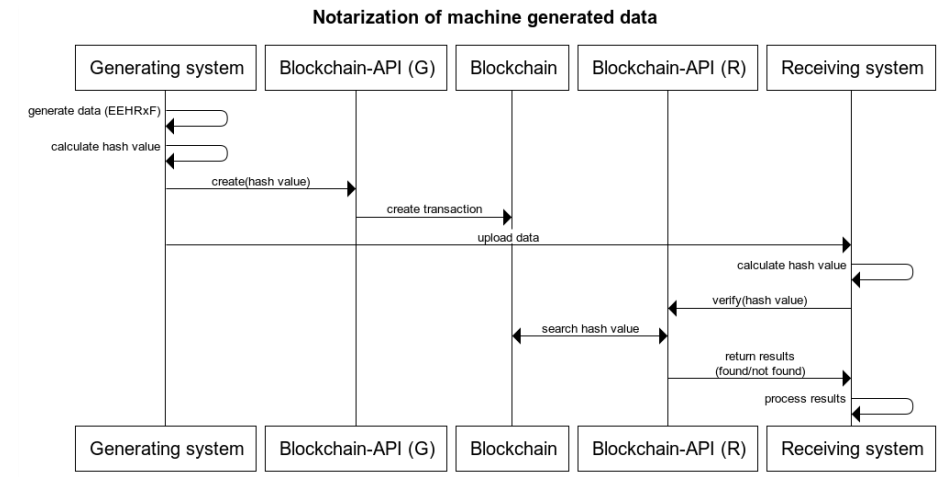 Notarization of machine generated data
Generating system
Blockchain-API (G)
Blockchain
Blockchain-API (R)
Receiving system
generate data (EEHRxF)
calculate hash value
create(hash value)
create transaction
upload data
calculate hash value
verify(hash value)
search hash value
return results
(found/not found)
process results
Generating system
Blockchain-API (G)
Blockchain
Blockchain-API (R)
Receiving system